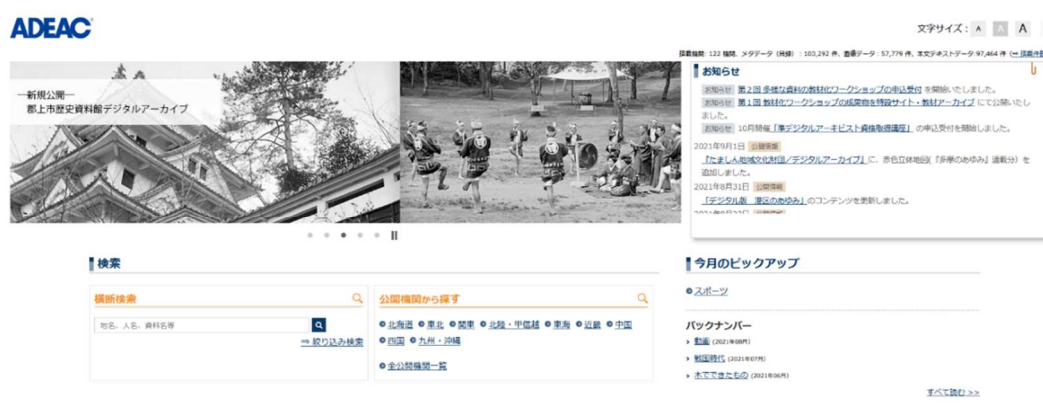 ADEAC
文字サイズ: A A A
掲載機関: 122 機関、メタデータ (目録) : 103,292 件、画像データ : 57,779 件、本文テキストデータ:97,464 件
―新規公開―
郡上市歴史資料館デジタルアーカイブ
お知らせ
お知らせ 第2回 多様な資料の教材化ワークショップの申込受付 を開始いたしました。
お知らせ 第1回 教材化ワークショップの成果物を特設サイト・教材アーカイブ にて公開いたし
ました。
お知らせ 10月開催「準デジタルアーキビスト資格取得講座」 の申込受付を開始しました。
2021年9月1日 公開情報
『たましん地域文化財団／デジタルアーカイブ』に、赤色立体地図(『多摩のあゆみ』連載分) を
追加しました。
2021年8月31日 公開情報
「デジタル版 港区のあゆみ」のコンテンツを更新しました。
検索
横断検索
地名、人名、資料名等
⇒ 絞り込み検索
公開機関から探す
北海道 東北 関東 北陸・甲信越 東海 近畿 中国
四国 九州・沖縄
全公開機関一覧
今月のピックアップ
スポーツ
バックナンバー
動画 (2021年08月)
戦国時代 (2021年07月)
木でできたもの (2021年06月)
すべて読む >>